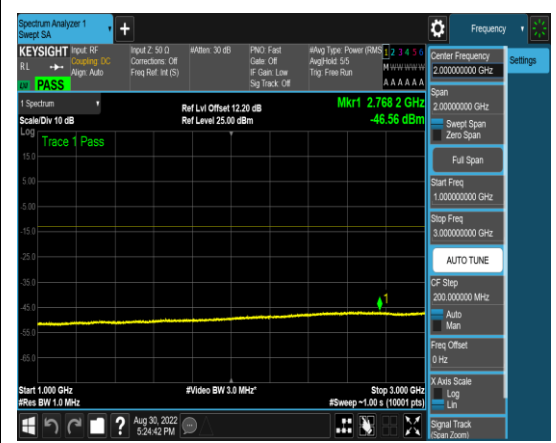 Spectrum Analyzer 1
Swept SA
+
Frequency
KEYSIGHT
RL
PASS
Input: RF
Coupling: DC
Align: Auto
Input Z: 50 Ω
Corrections: Off
Freq Ref: Int (S)
#Atten: 30 dB
PNO: Fast
Gate: Off
IF Gain: Low
Sig Track: Off
#Avg Type: Power (RMS
Avg|Hold: 5/5
Trig: Free Run
1 2 3 4 5 6
M W W W W W
A A A A A A
1 Spectrum
Scale/Div 10 dB
Ref Lvl Offset 12.20 dB
Ref Level 25.00 dBm
Mkr1 2.768 2 GHz
-46.56 dBm
Log
Trace 1 Pass
15.0
5.00
-5.00
-15.0
-25.0
-35.0
-45.0
-55.0
-65.0
1
Start 1.000 GHz
#Res BW 1.0 MHz
#Video BW 3.0 MHz*
Stop 3.000 GHz
#Sweep ~1.00 s (10001 pts)
Aug 30, 2022
5:24:42 PM
Center Frequency
2.000000000 GHz
Settings
Span
2.00000000 GHz
Swept Span
Zero Span
Full Span
Start Freq
1.000000000 GHz
Stop Freq
3.000000000 GHz
AUTO TUNE
CF Step
200.000000 MHz
Auto
Man
Freq Offset
0 Hz
X Axis Scale
Log
Lin
Signal Track
(Span Zoom)